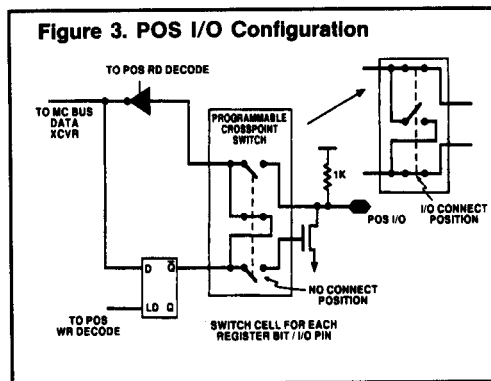 Figure 3. POS I/O Configuration
TO POS RD DECODE
TO MC BUS
DATA
XCVR
PROGRAMMABLE
CROSSPOINT
SWITCH
1K
POS I/O
I/O CONNECT
POSITION
D Q̅
LD Q
NO CONNECT
POSITION
TO POS
WR DECODE
SWITCH CELL FOR EACH
REGISTER BIT / I/O PIN